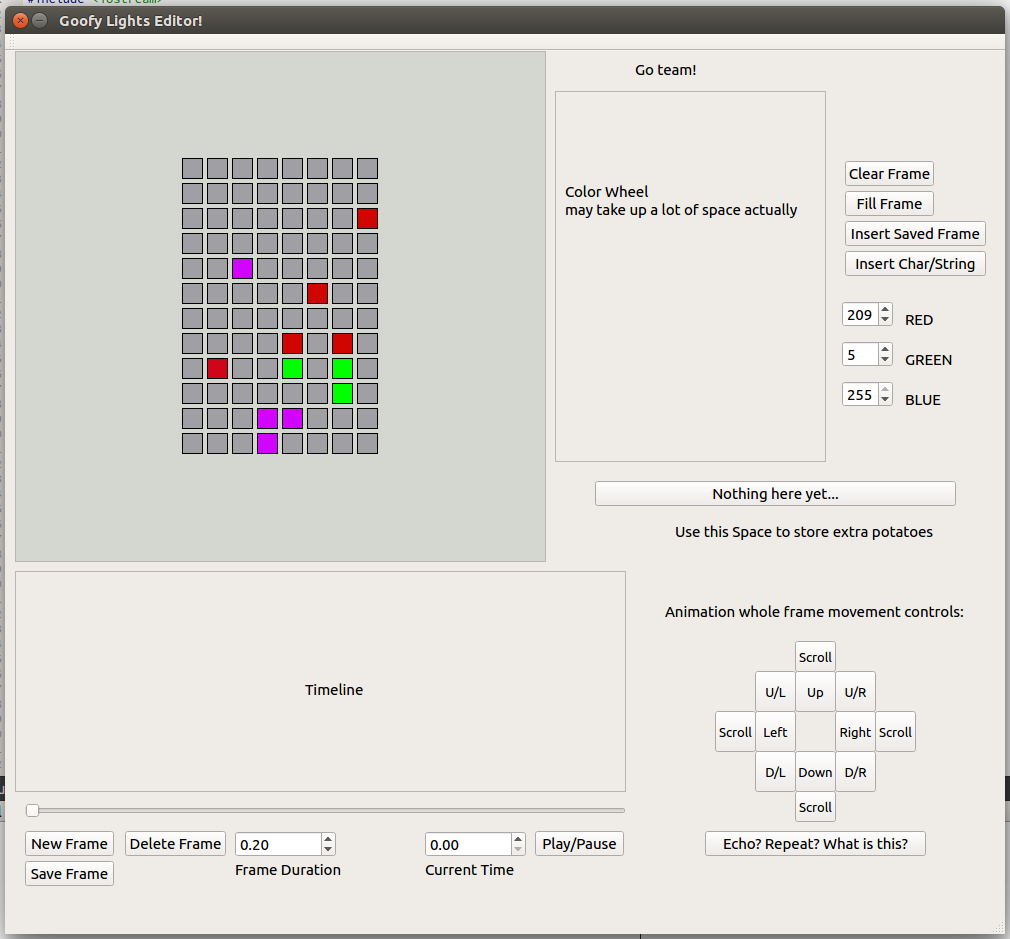 #include <iostream>
Goofy Lights Editor!
Go team!
Color Wheel
may take up a lot of space actually
Clear Frame
Fill Frame
Insert Saved Frame
Insert Char/String
209 RED
5 GREEN
255 BLUE
Nothing here yet...
Use this Space to store extra potatoes
Timeline
Animation whole frame movement controls:
Scroll
U/L Up U/R
Scroll Left Right Scroll
D/L Down D/R
Scroll
New Frame Delete Frame 0.20 0.00 Play/Pause Echo? Repeat? What is this?
Save Frame Frame Duration Current Time